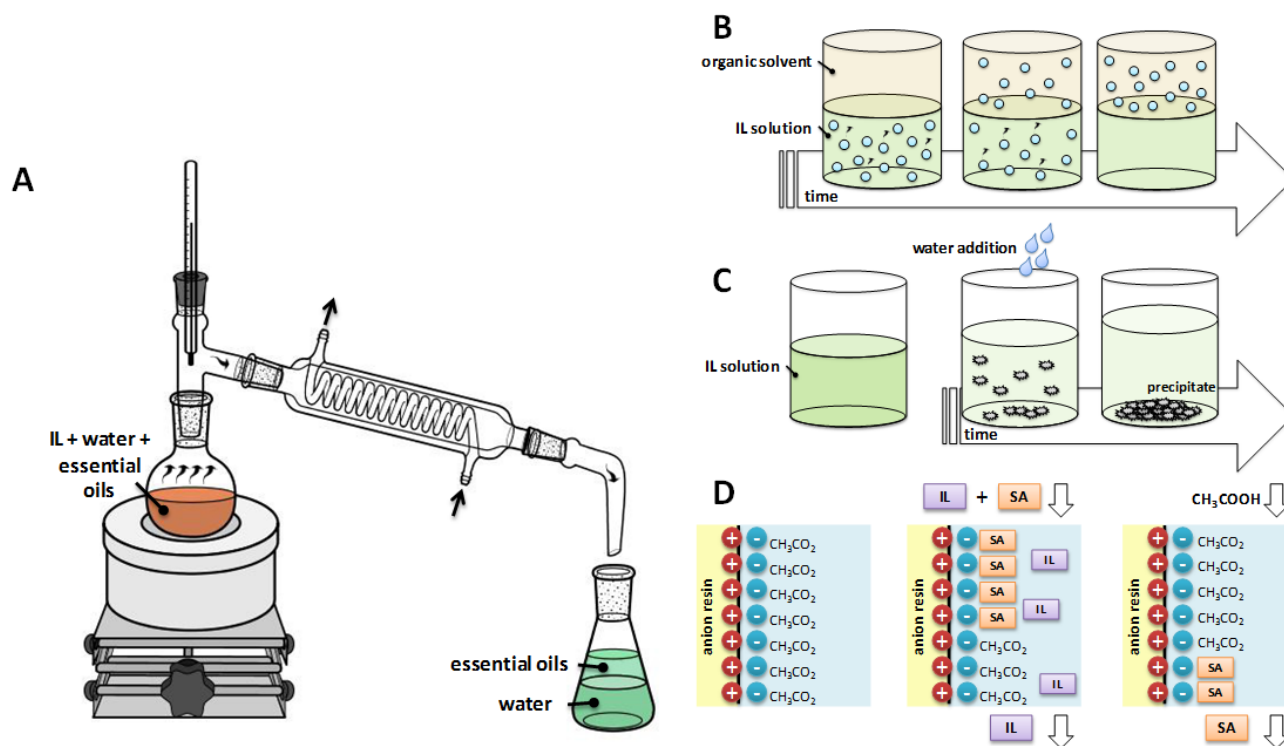 A
IL + water +
essential
oils
essential oils
water
B
organic solvent
IL solution
time
water addition
C
IL solution
precipitate
time
D
IL + SA
CH₃COOH
anion resin
+ - CH₃CO₂
+ - CH₃CO₂
+ - CH₃CO₂
+ - CH₃CO₂
+ - CH₃CO₂
+ - CH₃CO₂
+ - CH₃CO₂
anion resin
+ - SA
+ - SA IL
+ - SA
+ - SA IL
+ - CH₃CO₂
+ - CH₃CO₂ IL
+ - CH₃CO₂
IL
anion resin
+ - CH₃CO₂
+ - CH₃CO₂
+ - CH₃CO₂
+ - CH₃CO₂
+ - CH₃CO₂
+ - SA
+ - SA
SA